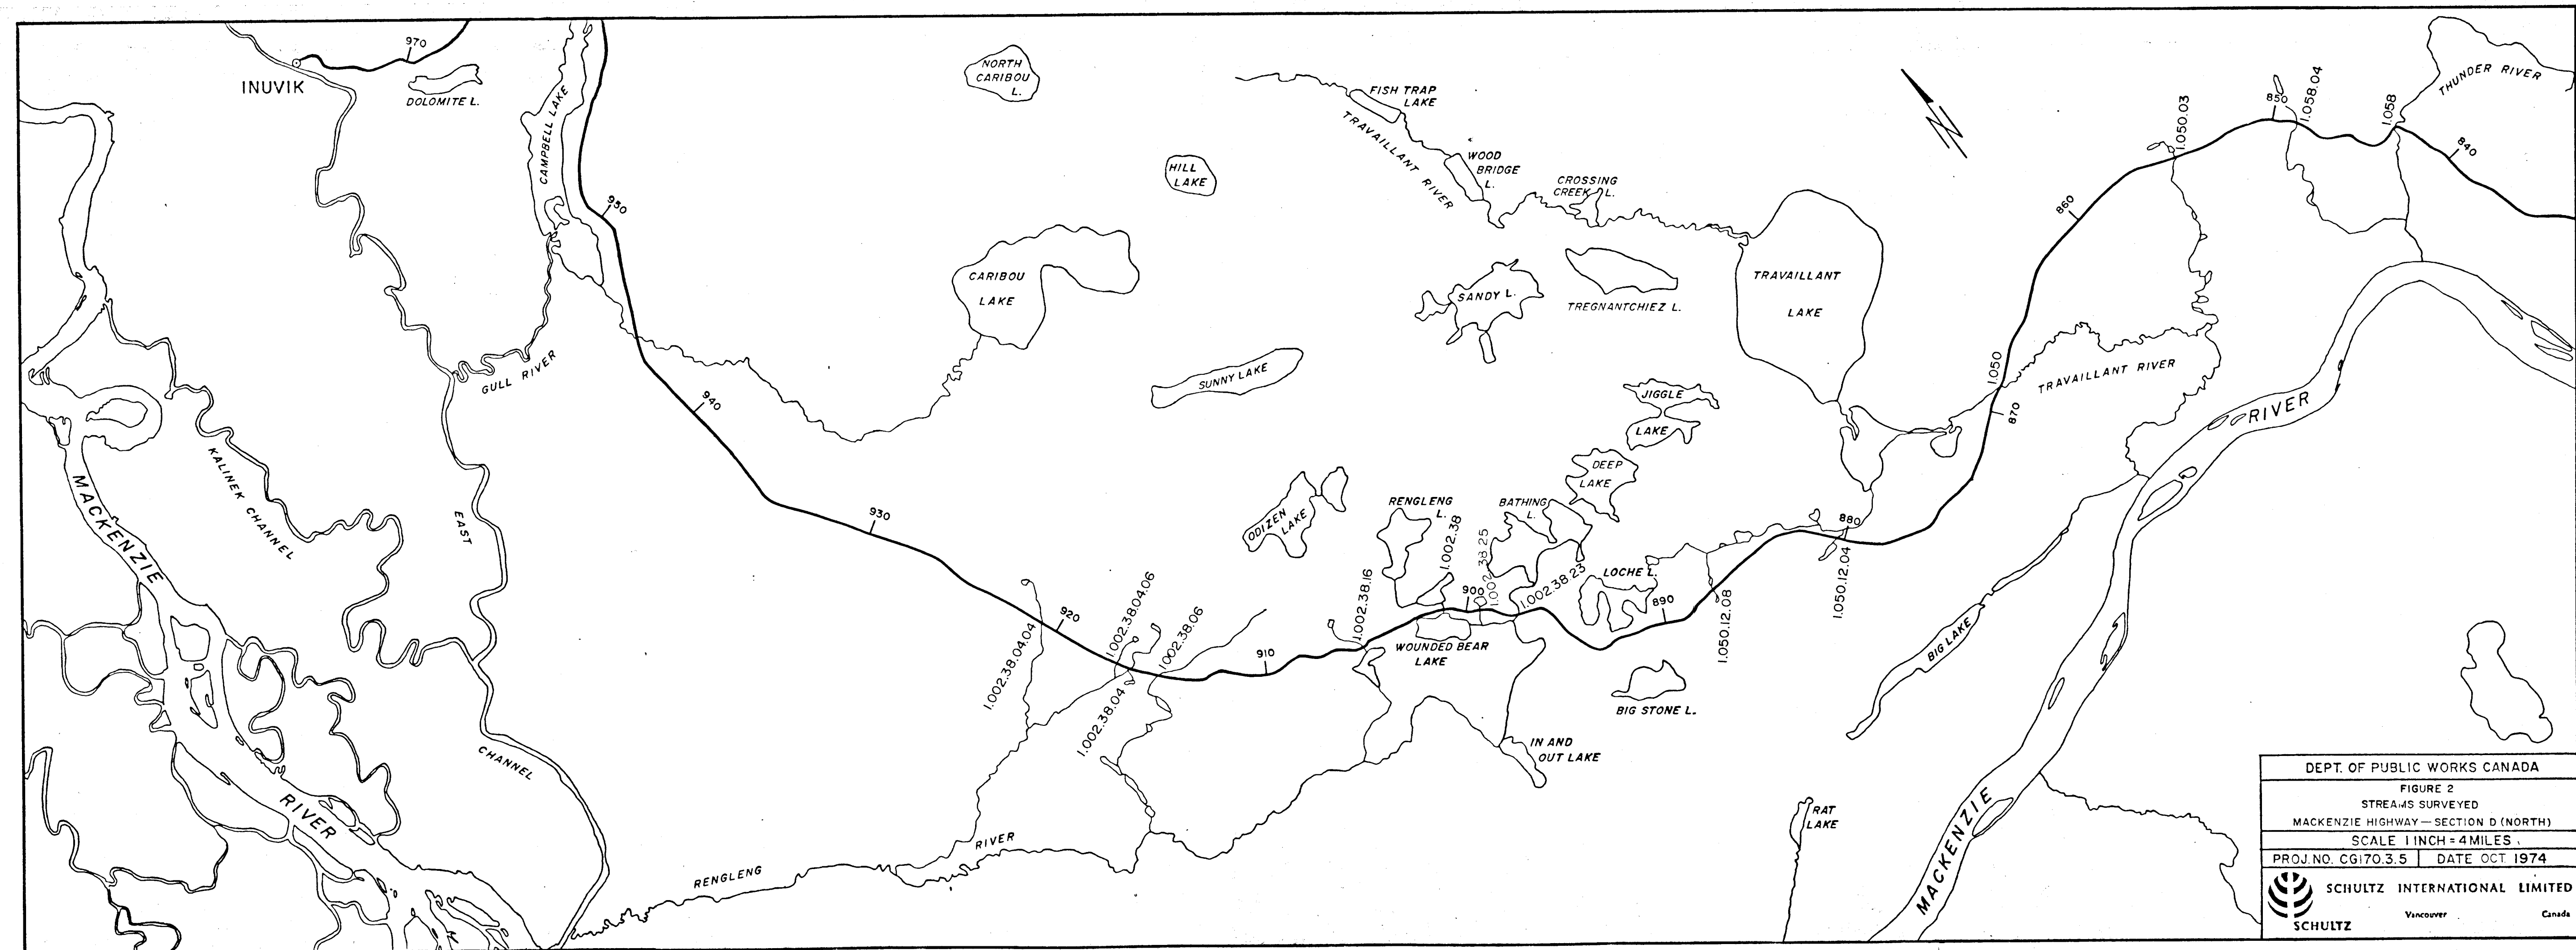 970
INUVIK
DOLOMITE L.
CAMPBELL LAKE
950
NORTH
CARIBOU
L.
HILL
LAKE
CARIBOU
LAKE
FISH TRAP
LAKE
TRAVAILLANT RIVER
WOOD
BRIDGE
L.
CROSSING
CREEK L.
SANDY L.
TREGNANTCHIEZ L.
TRAVAILLANT
LAKE
N
860
1.050.03
850
1.058.04
1.058
840
THUNDER RIVER
GULL RIVER
940
SUNNY LAKE
JIGGLE
LAKE
DEEP
LAKE
1.050
870
TRAVAILLANT RIVER
RIVER
MACKENZIE
KALINEK CHANNEL
EAST
930
ODIZEN
LAKE
RENGLENG
L.
BATHING
L.
1.002.38
1.002.38.25
900
1.002.38.23
LOCHE L.
890
880
1.050.12.04
1.050.12.08
920
1.002.38.04.04
1.002.38.04.06
1.002.38.06
1.002.38.04
910
1.002.38.16
WOUNDED BEAR
LAKE
BIG STONE L.
BIG LAKE
IN AND
OUT LAKE
CHANNEL
RIVER
RENGLENG
RIVER
RAT
LAKE
MACKENZIE
DEPT. OF PUBLIC WORKS CANADA
FIGURE 2
STREAMS SURVEYED
MACKENZIE HIGHWAY — SECTION D (NORTH)
SCALE 1 INCH = 4 MILES
PROJ. NO. CG170.3.5 DATE OCT 1974
SCHULTZ INTERNATIONAL LIMITED
Vancouver Canada
SCHULTZ